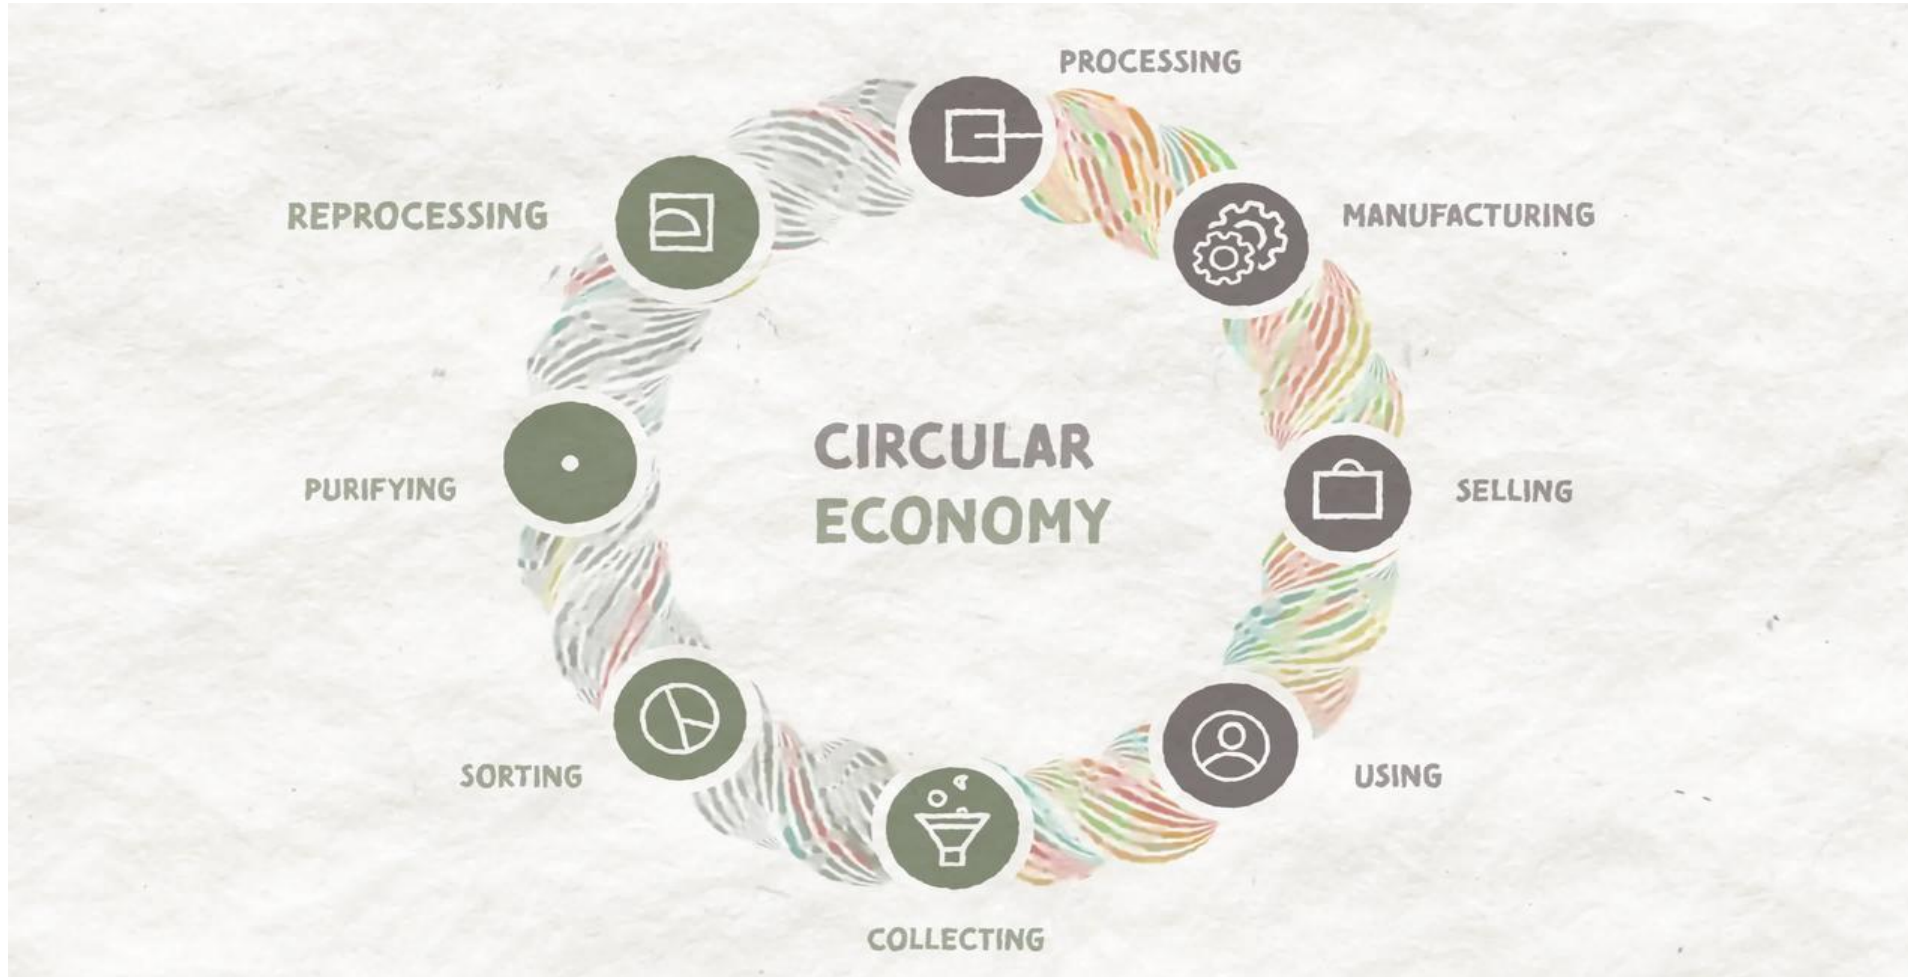 PROCESSING
MANUFACTURING
REPROCESSING
CIRCULAR
ECONOMY
SELLING
PURIFYING
USING
SORTING
COLLECTING